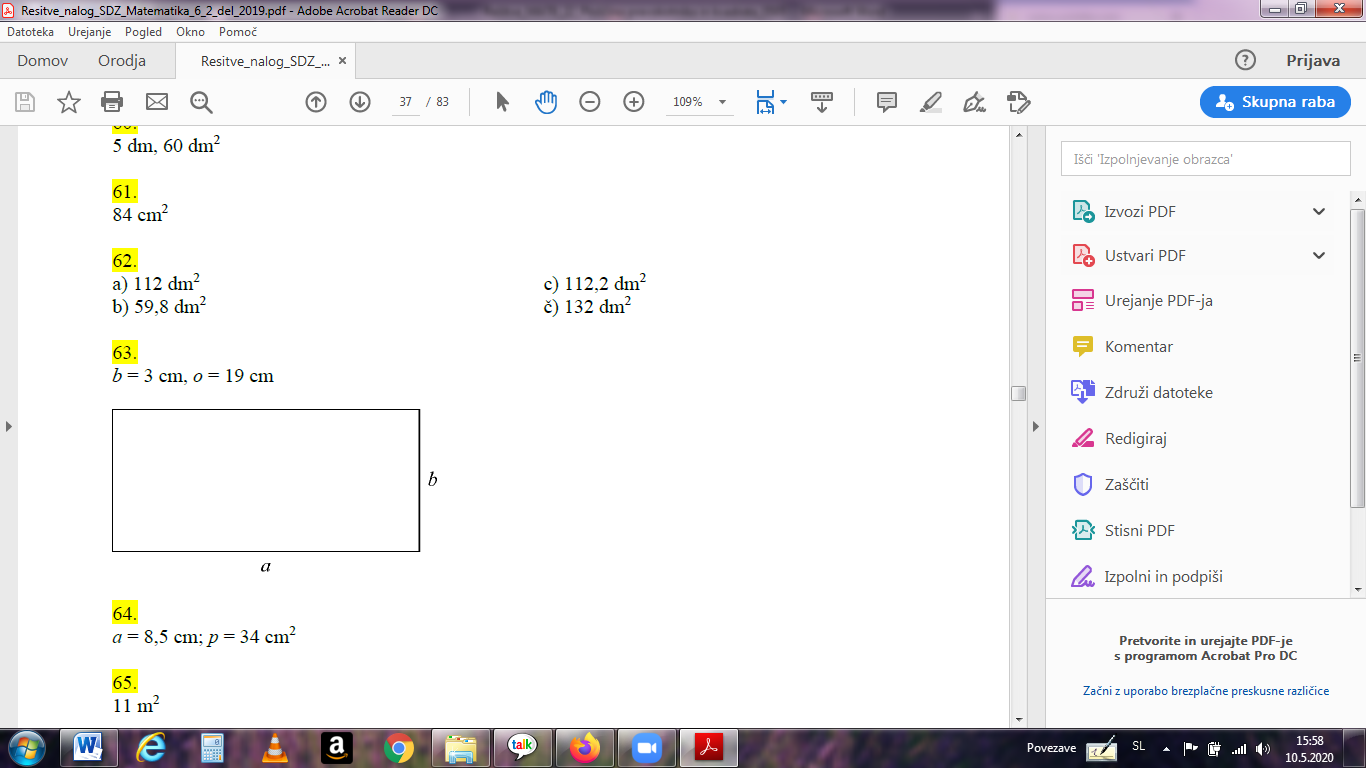 Resitve_nalog_SDZ_Matematika_6_2_del_2019.pdf - Adobe Acrobat Reader DC
Datoteka Urejanje Pogled Okno Pomoč
Domov Orodja Resitve_nalog_SDZ_... × Prijava
37 / 83 109% Skupna raba
5 dm, 60 dm²
61.
84 cm²
62.
a) 112 dm² c) 112,2 dm²
b) 59,8 dm² č) 132 dm²
63.
b = 3 cm, o = 19 cm
b
a
64.
a = 8,5 cm; p = 34 cm²
65.
11 m²
Išči 'Izpolnjevanje obrazca'
Izvozi PDF
Ustvari PDF
Urejanje PDF-ja
Komentar
Združi datoteke
Redigiraj
Zaščiti
Stisni PDF
Izpolni in podpiši
Pretvorite in urejajte PDF-je
s programom Acrobat Pro DC
Začni z uporabo brezplačne preskusne različice
talk
Povezave SL 15:58
10.5.2020